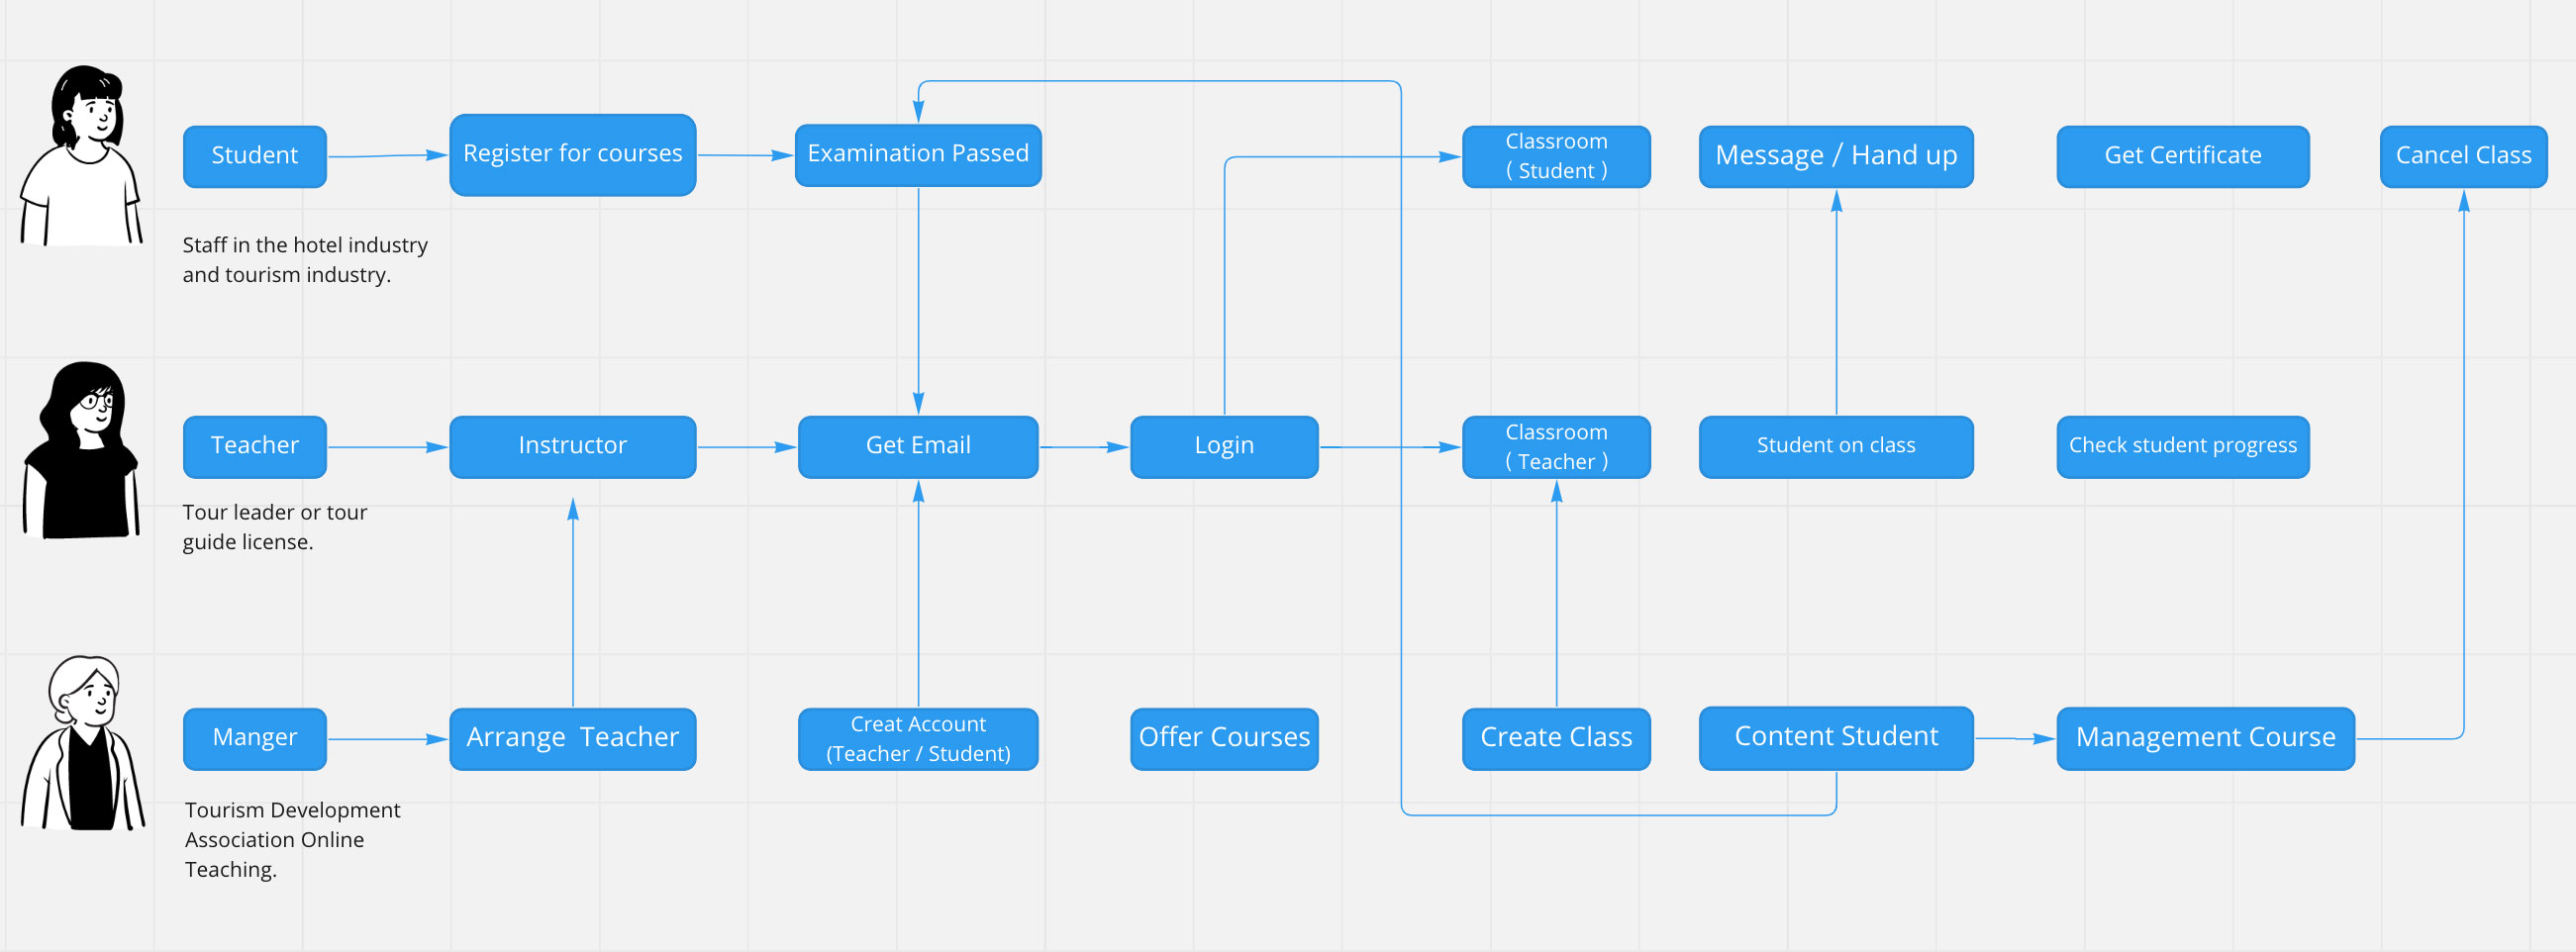 Student
Register for courses
Examination Passed
Classroom
( Student )
Message / Hand up
Get Certificate
Cancel Class
Staff in the hotel industry
and tourism industry.
Teacher
Instructor
Get Email
Login
Classroom
( Teacher )
Student on class
Check student progress
Tour leader or tour
guide license.
Manger
Arrange Teacher
Creat Account
(Teacher / Student)
Offer Courses
Create Class
Content Student
Management Course
Tourism Development
Association Online
Teaching.